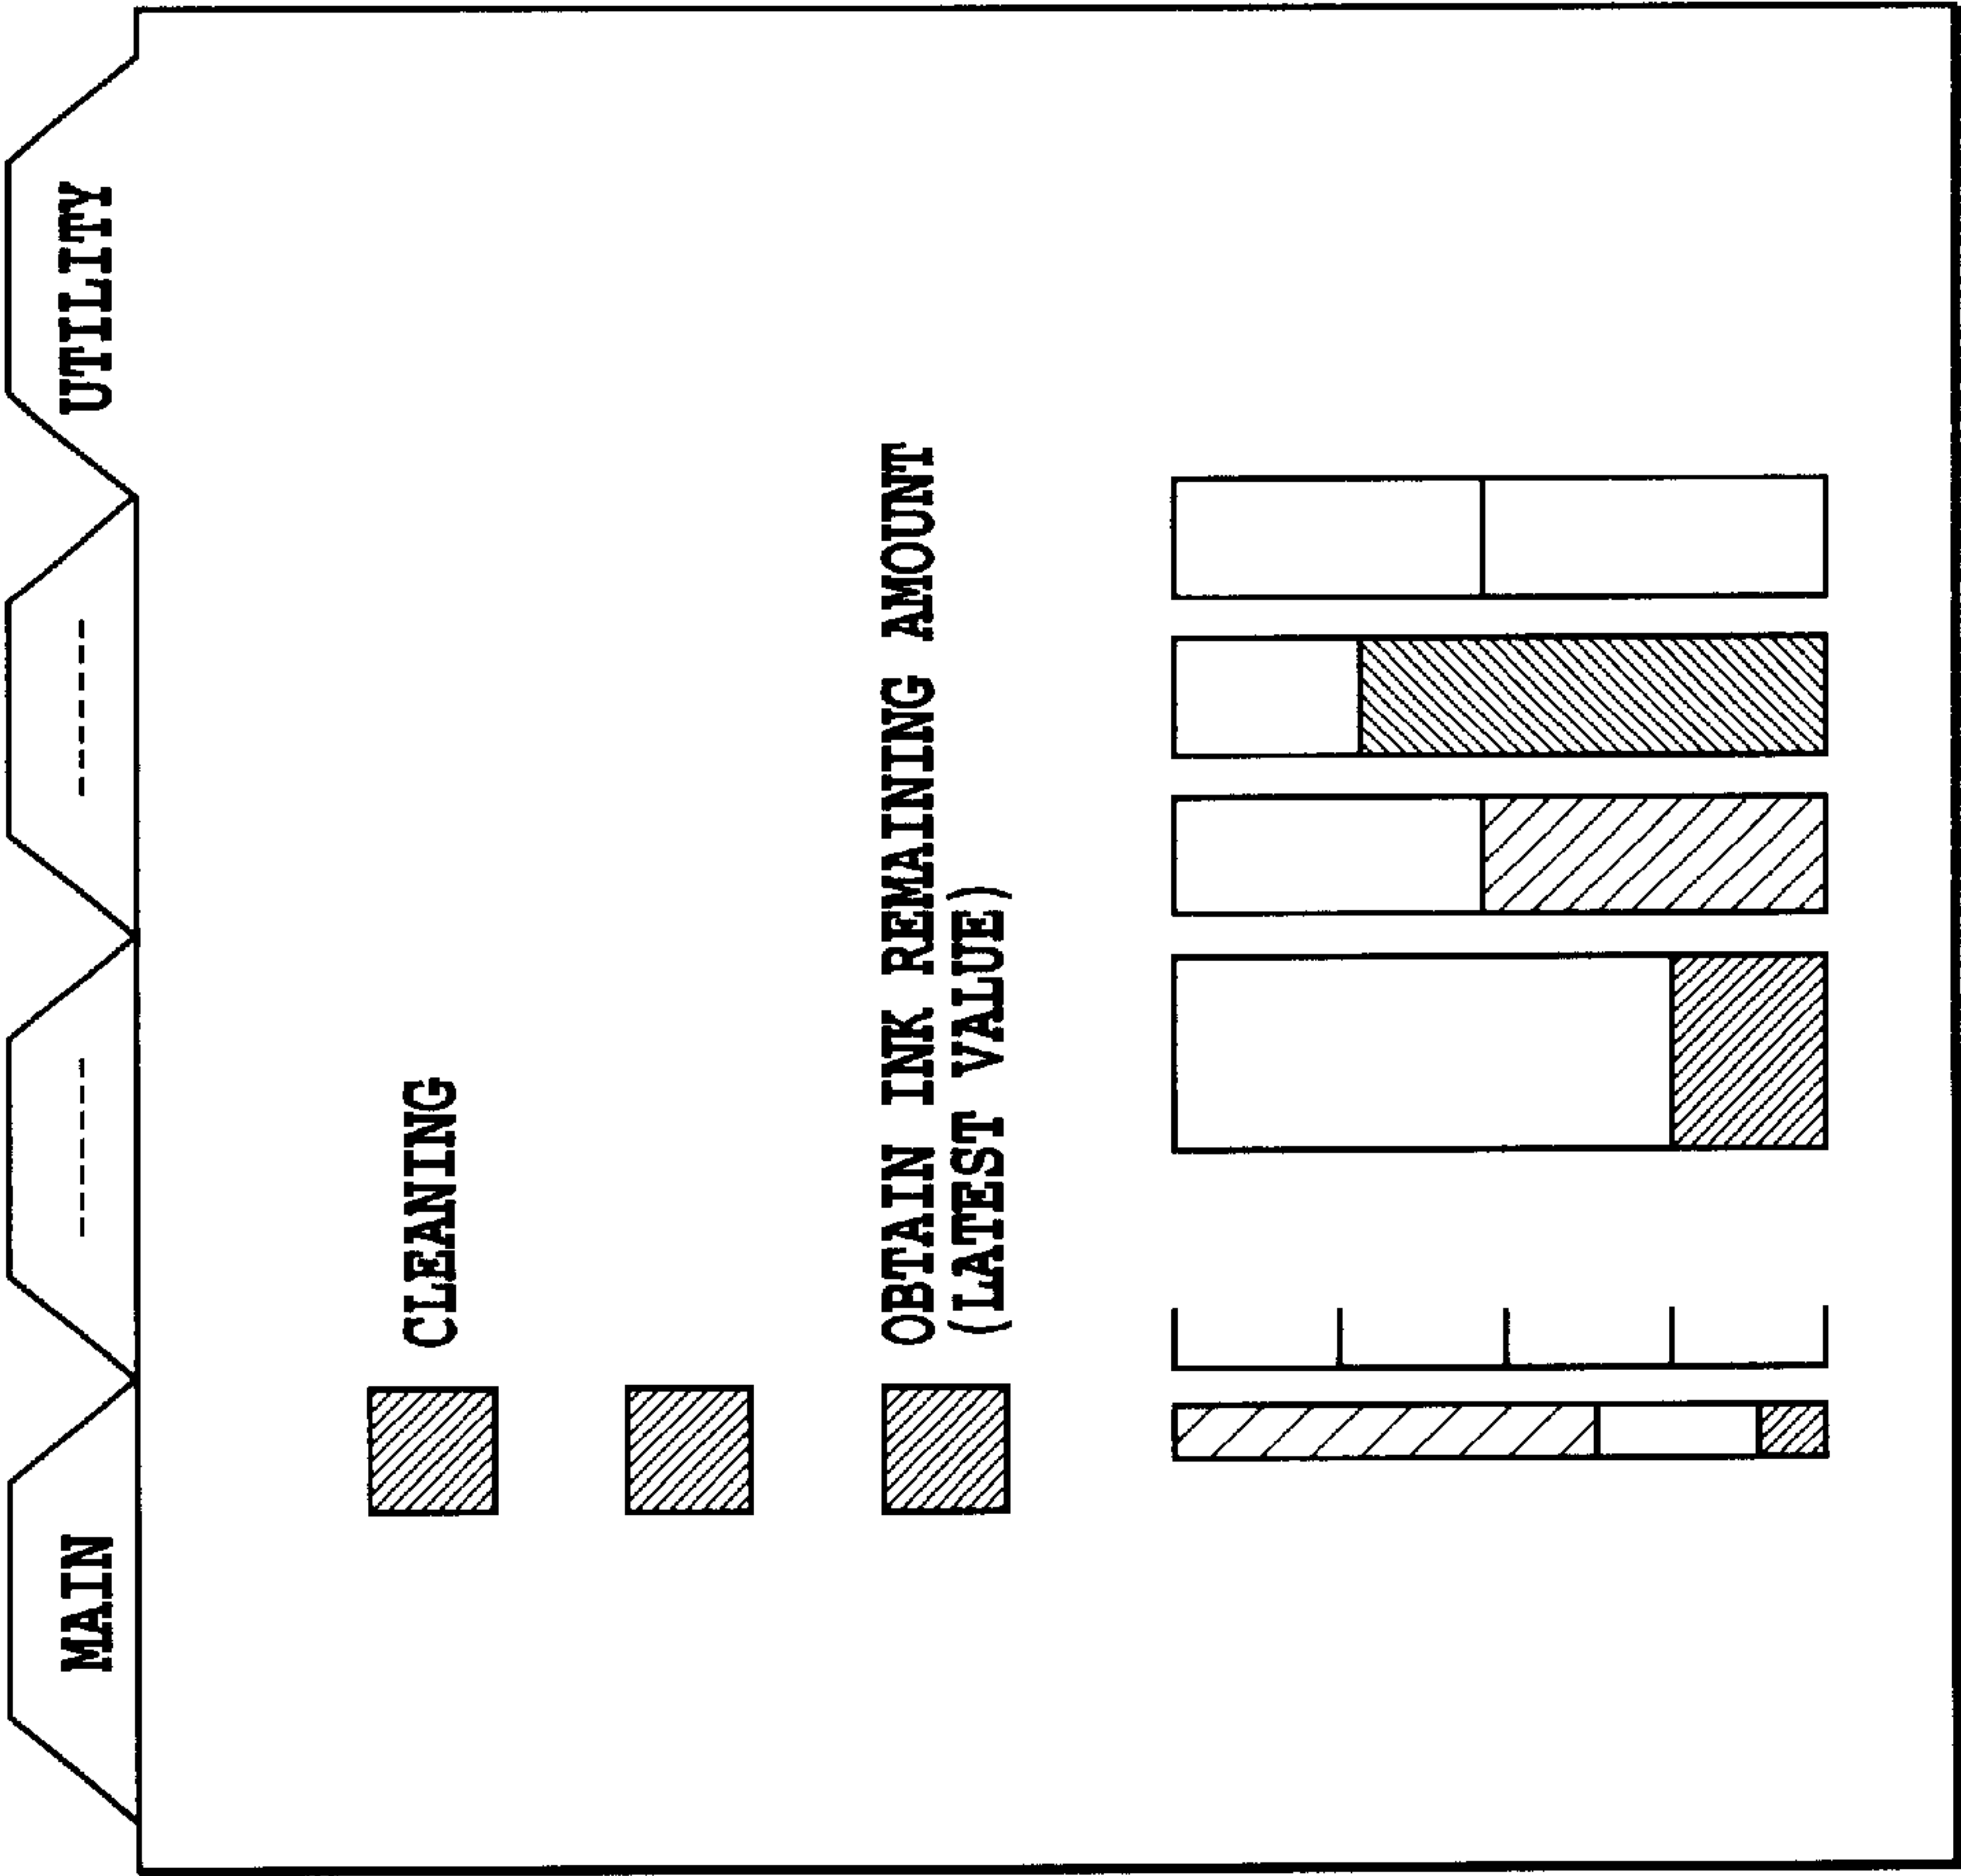 MAIN
UTILITY
CLEANING
OBTAIN INK REMAINING AMOUNT
(LATEST VALUE)